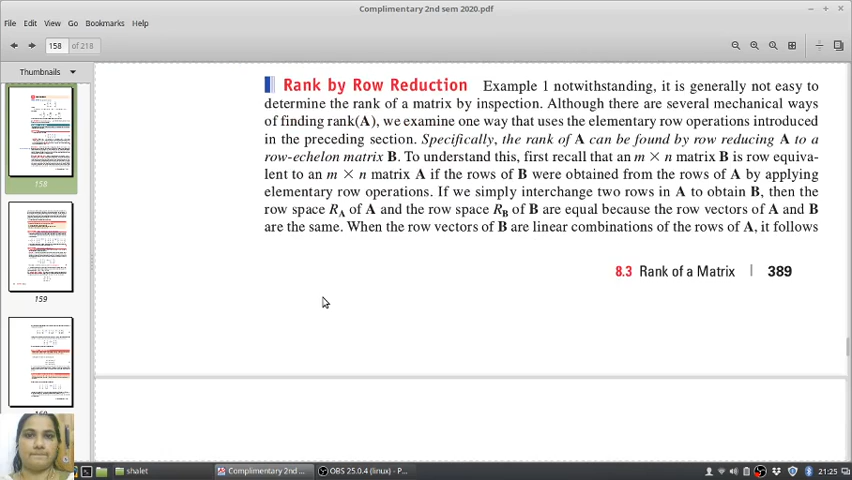 Complimentary 2nd sem 2020.pdf
File Edit View Go Bookmarks Help
158 of 218
Thumbnails
158
159
Rank by Row Reduction Example 1 notwithstanding, it is generally not easy to
determine the rank of a matrix by inspection. Although there are several mechanical ways
of finding rank(A), we examine one way that uses the elementary row operations introduced
in the preceding section. Specifically, the rank of A can be found by row reducing A to a
row-echelon matrix B. To understand this, first recall that an m × n matrix B is row equiva-
lent to an m × n matrix A if the rows of B were obtained from the rows of A by applying
elementary row operations. If we simply interchange two rows in A to obtain B, then the
row space R_A of A and the row space R_B of B are equal because the row vectors of A and B
are the same. When the row vectors of B are linear combinations of the rows of A, it follows
8.3 Rank of a Matrix | 389
shalet
Complimentary 2nd ...
OBS 25.0.4 (linux) - P...
21:25